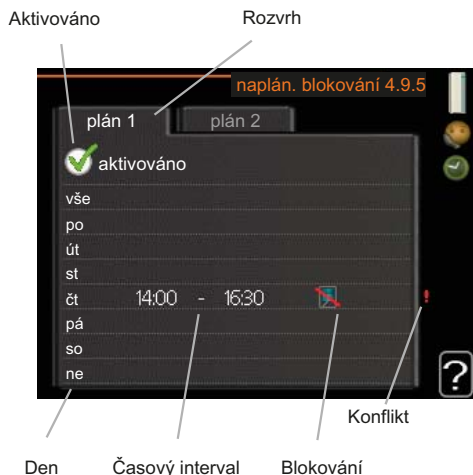 Aktivováno Rozvrh
naplán. blokování 4.9.5
plán 1 plán 2
aktivováno
vše
po
út
st
čt 14:00 - 16:30 !
pá
so
ne
?
Konflikt
Den Časový interval Blokování